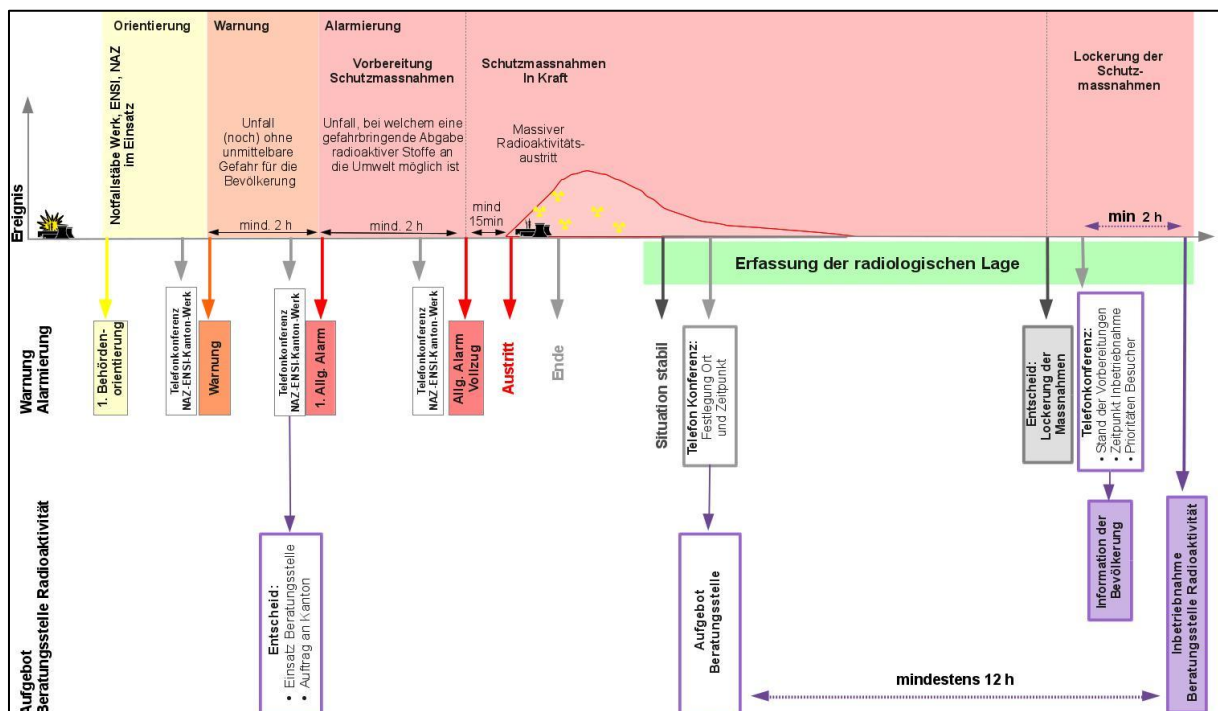 Orientierung
Warnung
Alarmierung
Notfallstäbe Werk, ENSI, NAZ
im Einsatz
Vorbereitung
Schutzmassnahmen
Schutzmassnahmen
In Kraft
Lockerung der
Schutz-
massnahmen
Unfall
(noch) ohne
unmittelbare
Gefahr für die
Bevölkerung
Unfall, bei welchem eine
gefahrbringende Abgabe
radioaktiver Stoffe an
die Umwelt möglich ist
Massiver
Radioaktivitäts-
austritt
Ereignis
mind. 2 h
mind. 2 h
mind
15min
min 2 h
Erfassung der radiologischen Lage
Warnung
Alarmierung
1. Behörden-
orientierung
Telefonkonferenz
NAZ-ENSI-Kanton-Werk
Warnung
Telefonkonferenz
NAZ-ENSI-Kanton-Werk
1. Allg. Alarm
Telefonkonferenz
NAZ-ENSI-Kanton-Werk
Allg. Alarm
Vollzug
Austritt
Ende
Situation stabil
Telefon Konferenz:
Festlegung Ort
und Zeitpunkt
Entscheid:
Lockerung der
Massnahmen
Telefonkonferenz:
• Stand der Vorbereitungen
• Zeitpunkt Inbetriebnahme
• Prioritäten Besucher
Aufgebot
Beratungsstelle Radioaktivität
Entscheid:
• Einsatz Beratungsstelle
• Auftrag an Kanton
Aufgebot
Beratungsstelle
Information der
Bevölkerung
Inbetriebnahme
Beratungsstelle Radioaktivität
mindestens 12 h